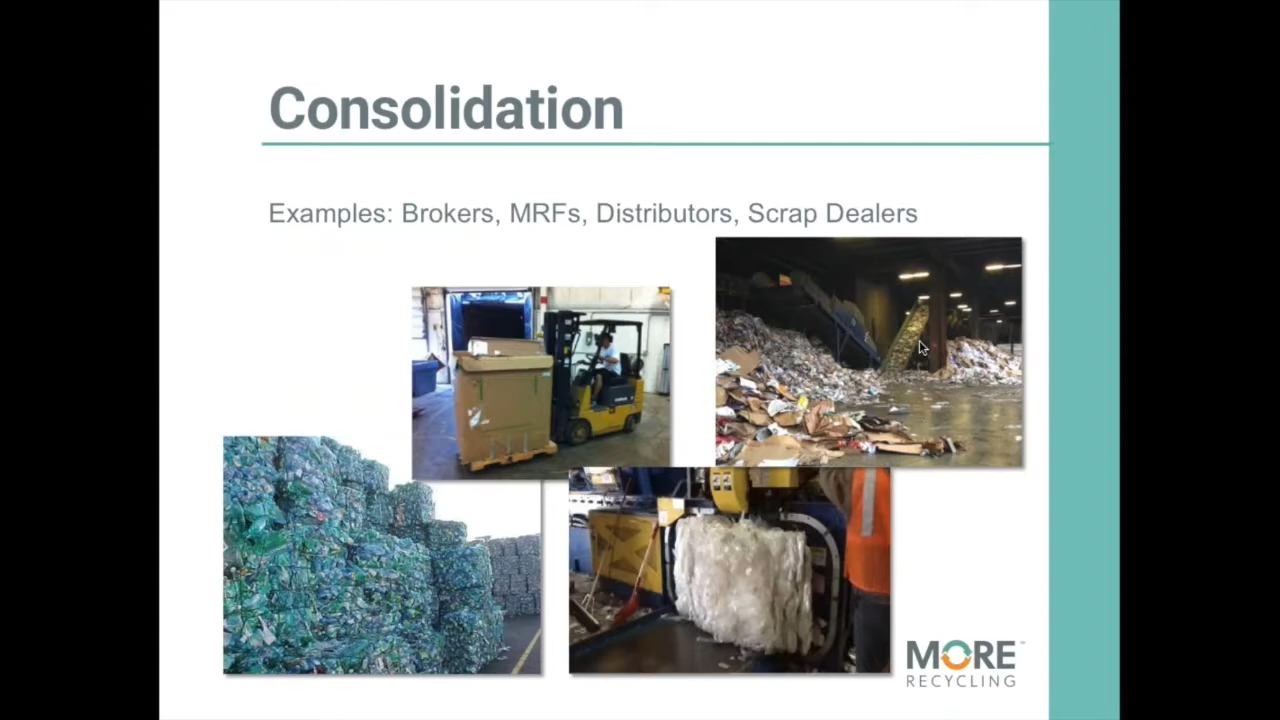 Consolidation
Examples: Brokers, MRFs, Distributors, Scrap Dealers
MORE
RECYCLING